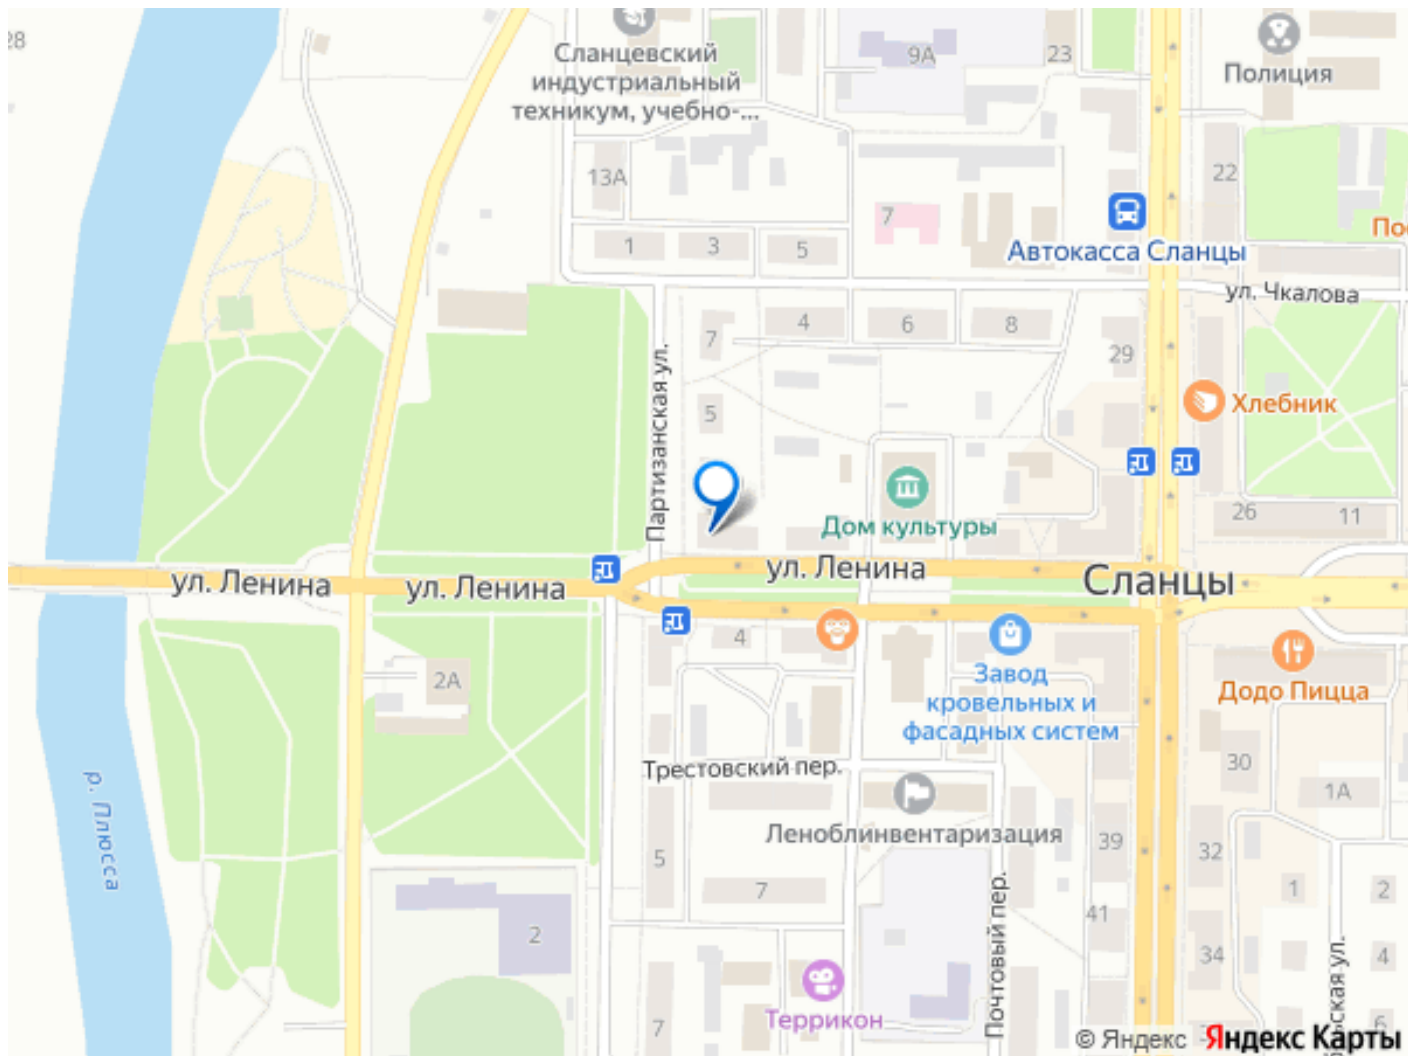 28
Сланцевский
индустриальный
техникум, учебно-...
9А
23
Полиция
13А
22
7
1
3
5
Автокасса Сланцы
По
ул. Чкалова
7
4
6
8
29
Партизанская ул.
5
Хлебник
Дом культуры
26
11
ул. Ленина
ул. Ленина
ул. Ленина
Сланцы
4
2А
Завод
кровельных и
фасадных систем
Додо Пицца
р. Плюсса
Трестовский пер.
30
1А
Леноблинвентаризация
39
32
5
7
1
2
Почтовый пер.
41
2
34
4
Террикон
7
© Яндекс Яндекс Карты